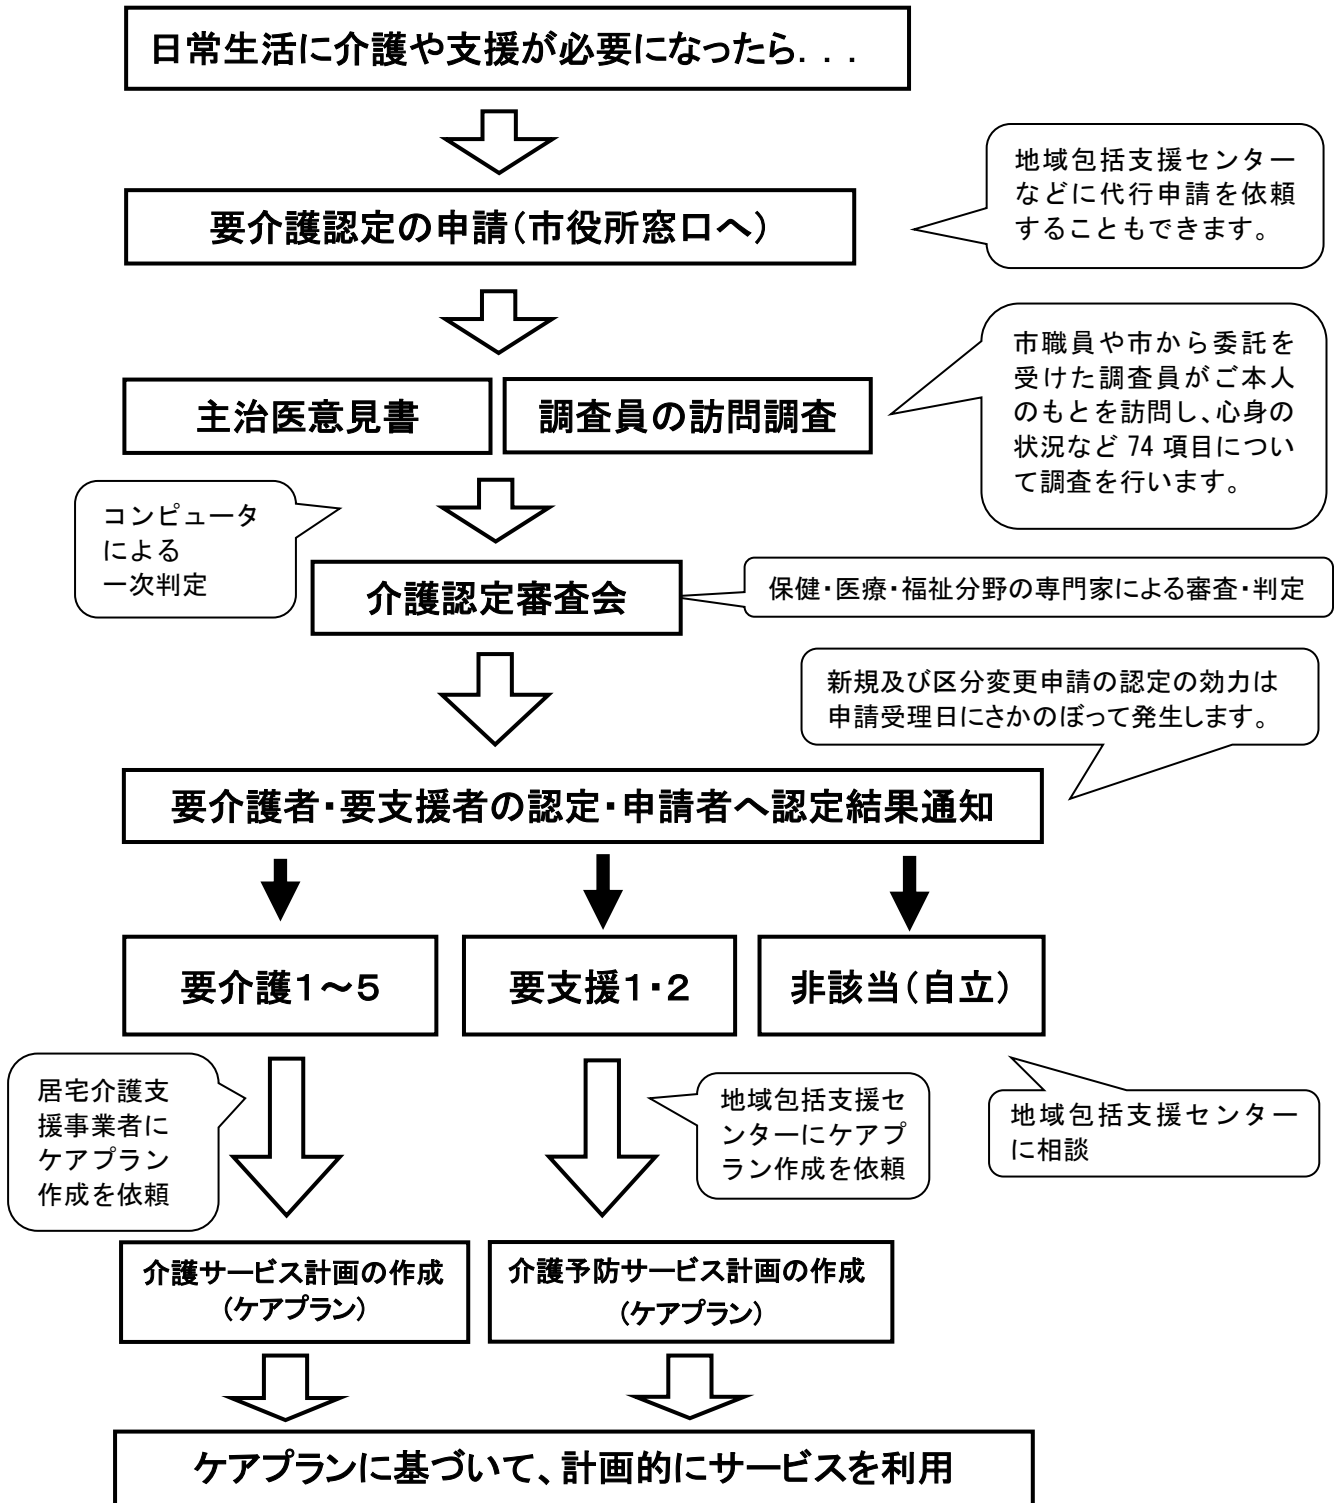 日常生活に介護や支援が必要になったら...
要介護認定の申請(市役所窓口へ)
地域包括支援センター
などに代行申請を依頼
することもできます。
主治医意見書
調査員の訪問調査
市職員や市から委託を
受けた調査員がご本人
のもとを訪問し、心身の
状況など 74 項目につい
て調査を行います。
コンピュータ
による
一次判定
介護認定審査会
保健・医療・福祉分野の専門家による審査・判定
新規及び区分変更申請の認定の効力は
申請受理日にさかのぼって発生します。
要介護者・要支援者の認定・申請者へ認定結果通知
要介護1~5
要支援1・2
非該当(自立)
居宅介護支
援事業者に
ケアプラン
作成を依頼
地域包括支援セ
ンターにケアプ
ラン作成を依頼
地域包括支援センター
に相談
介護サービス計画の作成
(ケアプラン)
介護予防サービス計画の作成
(ケアプラン)
ケアプランに基づいて、計画的にサービスを利用